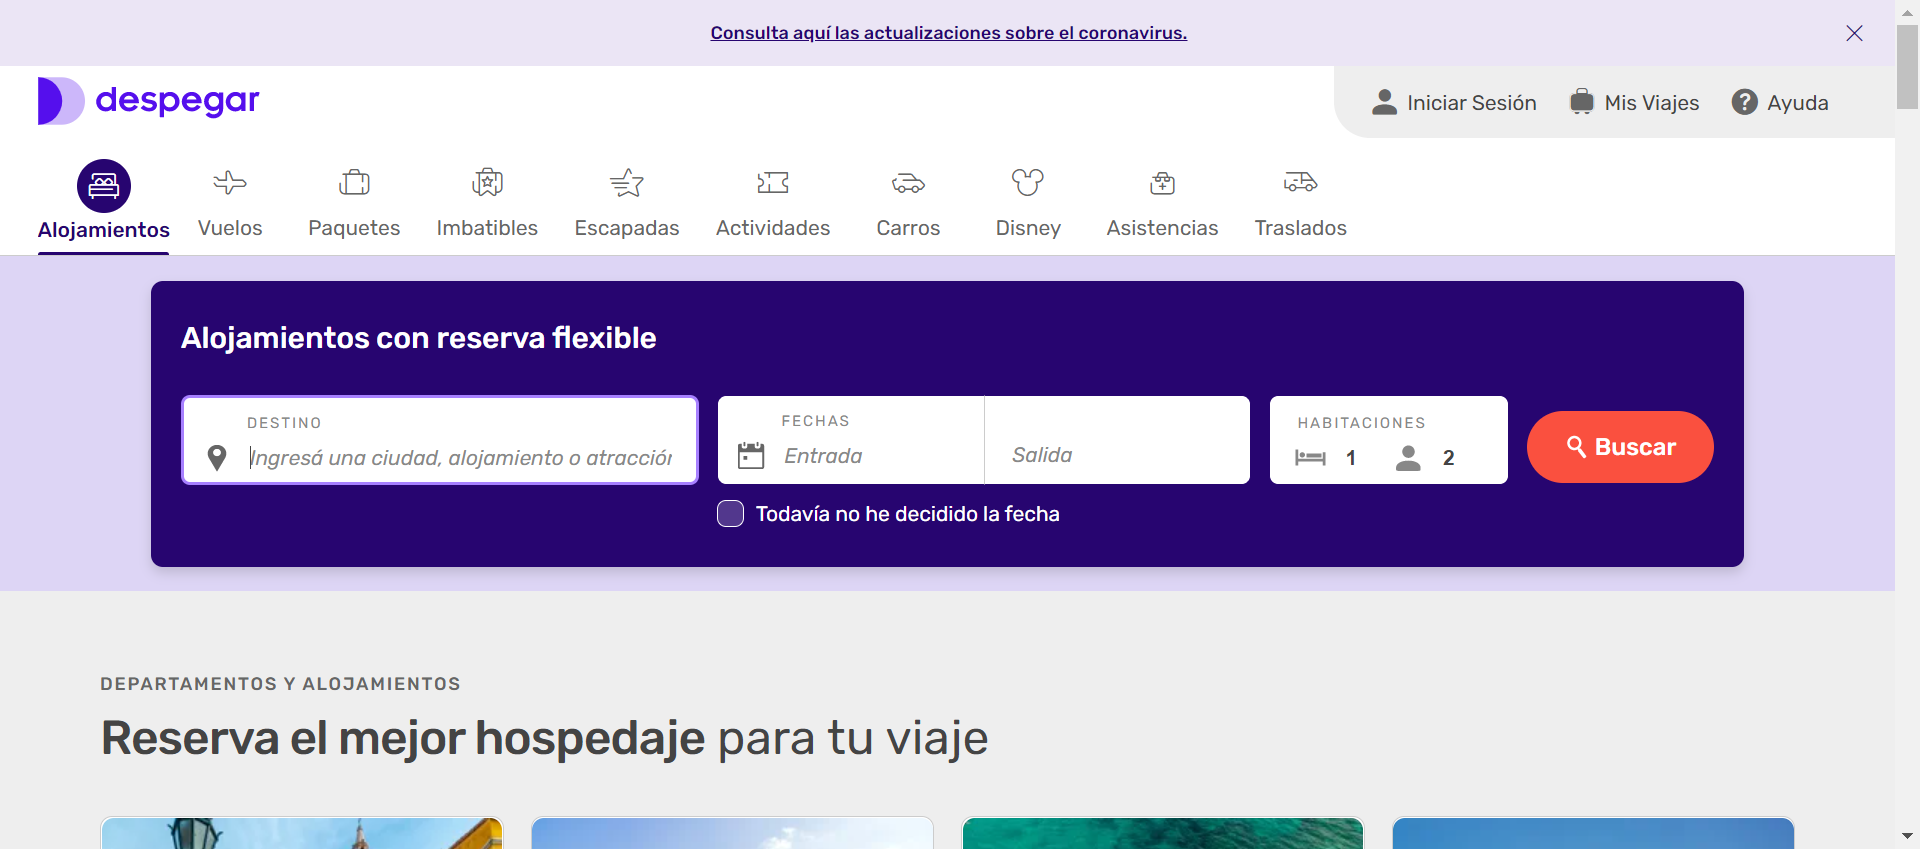 Consulta aquí las actualizaciones sobre el coronavirus.
despegar
Iniciar Sesión
Mis Viajes
Ayuda
Alojamientos
Vuelos
Paquetes
Imbatibles
Escapadas
Actividades
Carros
Disney
Asistencias
Traslados
Alojamientos con reserva flexible
DESTINO
Ingresá una ciudad, alojamiento o atracción
FECHAS
Entrada
Salida
HABITACIONES
1
2
Buscar
Todavía no he decidido la fecha
DEPARTAMENTOS Y ALOJAMIENTOS
Reserva el mejor hospedaje para tu viaje